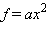 f = ax²